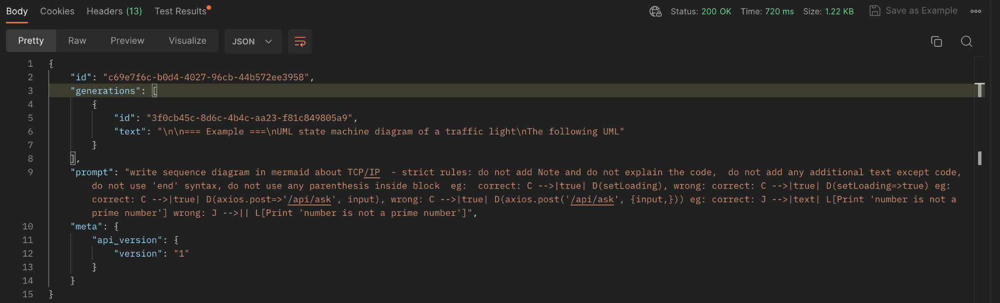 Body Cookies Headers (13) Test Results Status: 200 OK Time: 720 ms Size: 1.22 KB Save as Example
Pretty Raw Preview Visualize JSON
1 {
2 "id": "c69e7f6c-b0d4-4027-96cb-44b572ee3958",
3 "generations": [
4 {
5 "id": "3f0cb45c-8d6c-4b4c-aa23-f81c849805a9",
6 "text": "\n\n=== Example ===\nUML state machine diagram of a traffic light\nThe following UML"
7 }
8 ],
9 "prompt": "write sequence diagram in mermaid about TCP/IP  - strict rules: do not add Note and do not explain the code,  do not add any additional text except code,
do not use 'end' syntax, do not use any parenthesis inside block  eg:  correct: C -->|true| D(setLoading), wrong: correct: C -->|true| D(setLoading=>true) eg:
correct: C -->|true| D(axios.post=>'/api/ask', input), wrong: C -->|true| D(axios.post('/api/ask', {input,})) eg: correct: J -->|text| L[Print 'number is not a
prime number'] wrong: J -->|| L[Print 'number is not a prime number']",
10 "meta": {
11 "api_version": {
12 "version": "1"
13 }
14 }
15 }